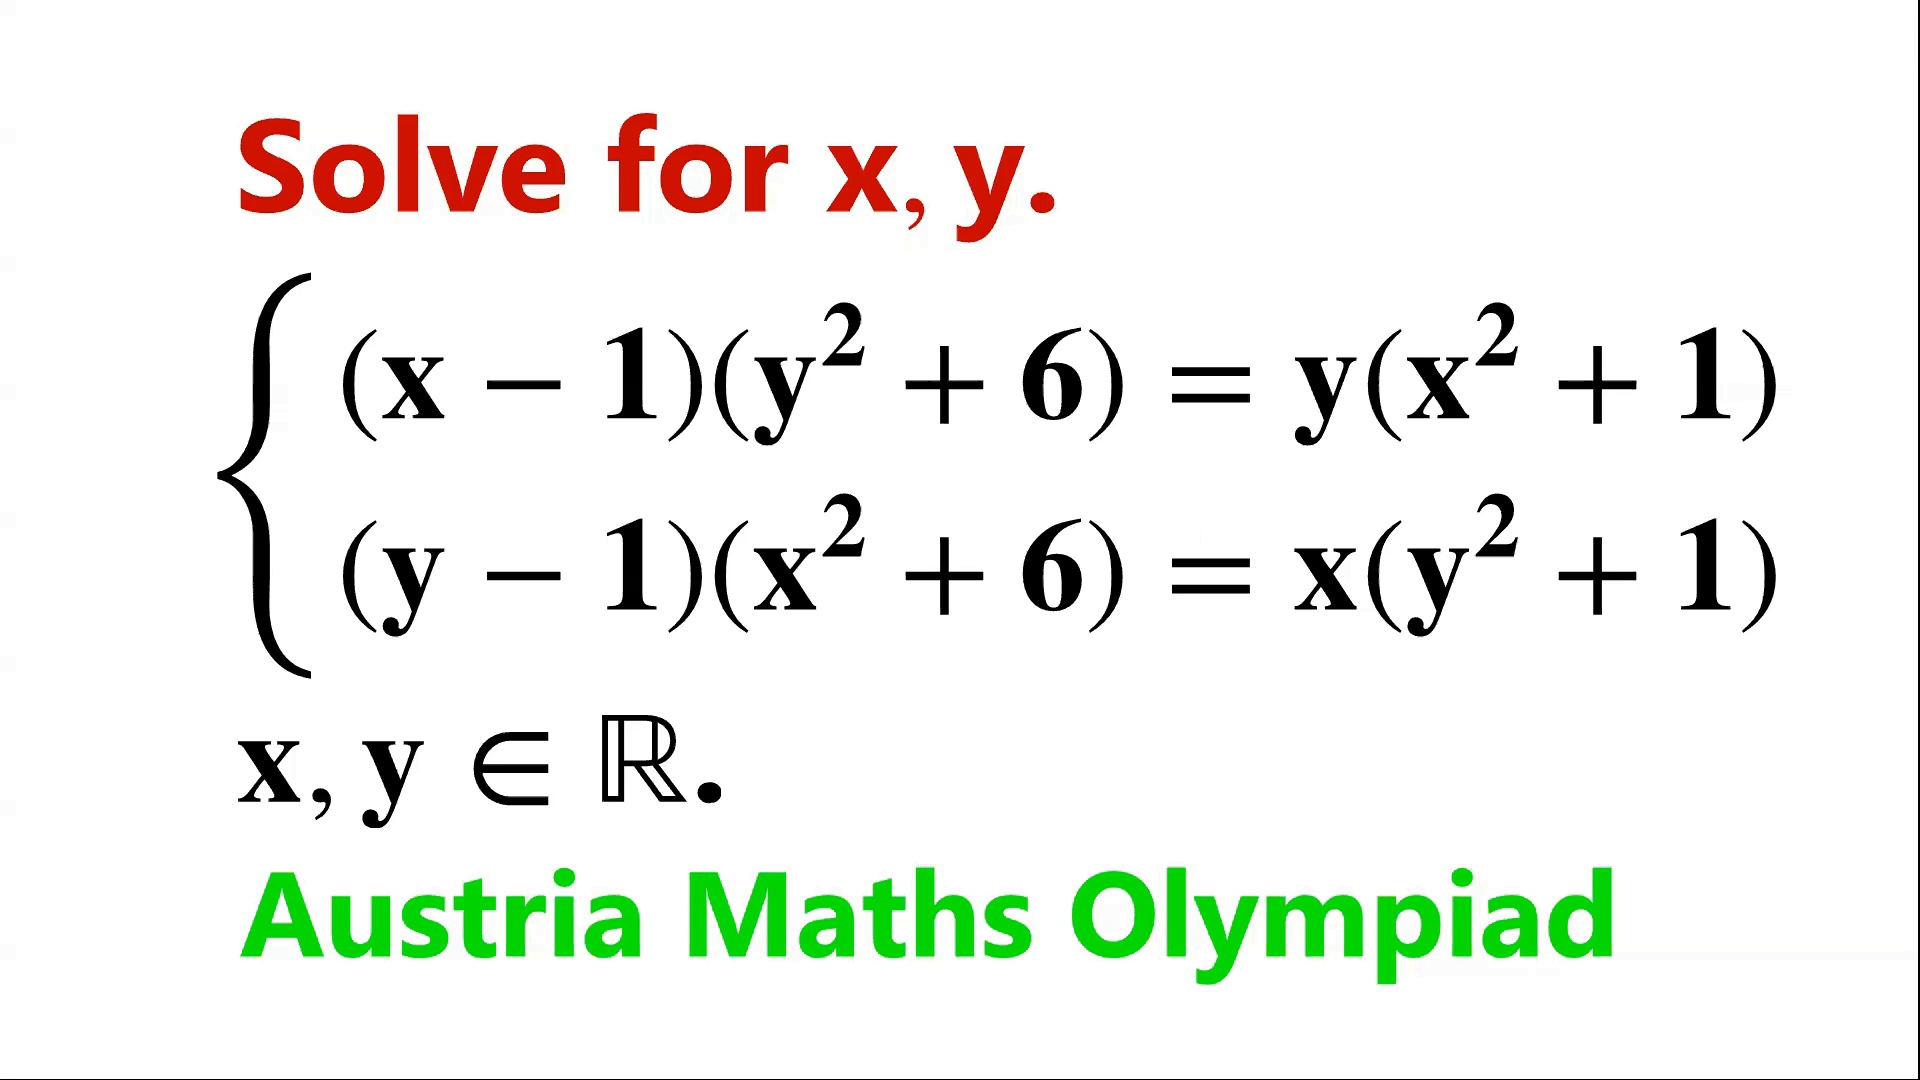 Solve for x, y.
(x − 1)(y² + 6) = y(x² + 1)
(y − 1)(x² + 6) = x(y² + 1)
x, y ∈ ℝ.
Austria Maths Olympiad